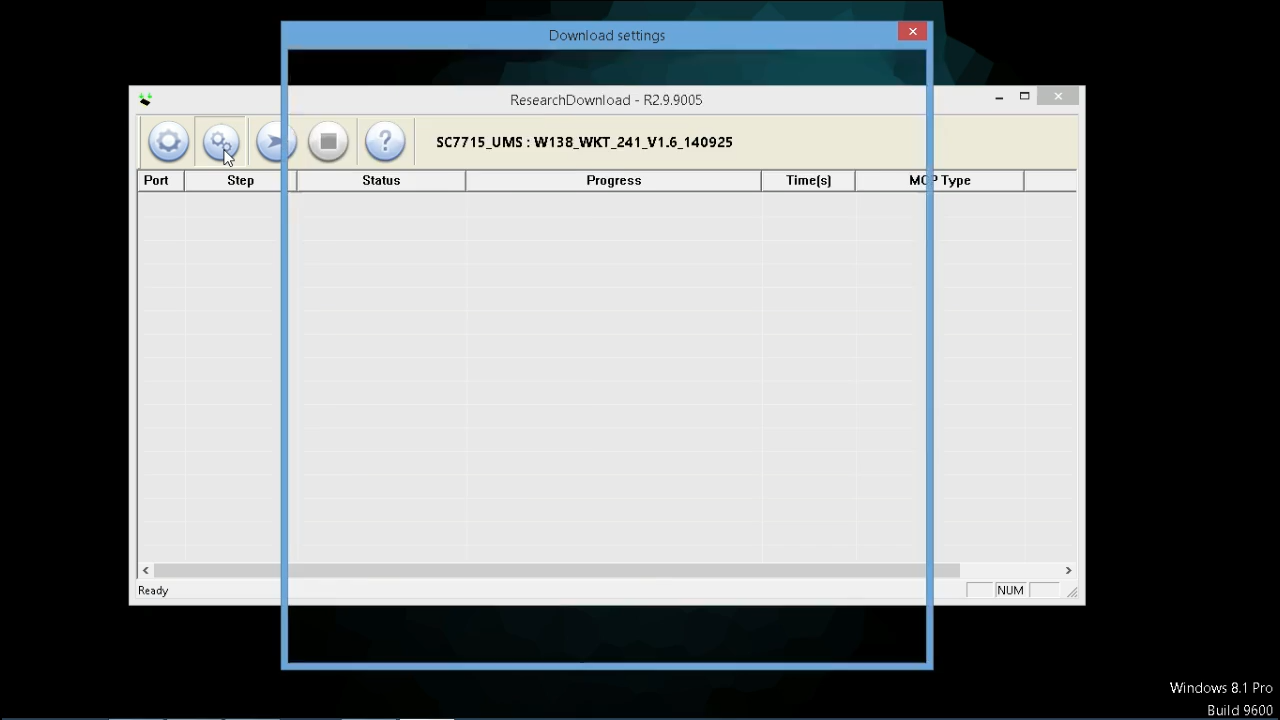 Download settings
ResearchDownload - R2.9.9005
SC7715_UMS : W138_WKT_241_V1.6_140925
Port Step Status Progress Time(s) MCP Type
Ready
NUM
Windows 8.1 Pro
Build 9600